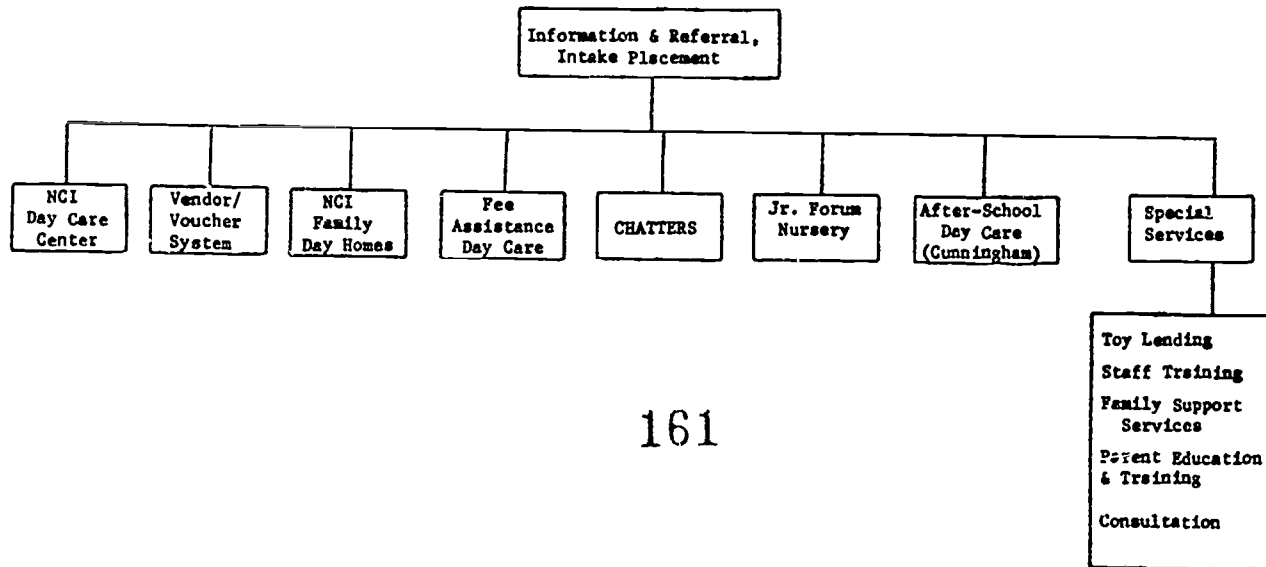 Information & Referral,
Intake Placement
NCI
Day Care
Center
Vendor/
Voucher
System
NCI
Family
Day Homes
Fee
Assistance
Day Care
CHATTERS
Jr. Forum
Nursery
After-School
Day Care
(Cunningham)
Special
Services
Toy Lending
Staff Training
Family Support
Services
Parent Education
& Training
Consultation
161